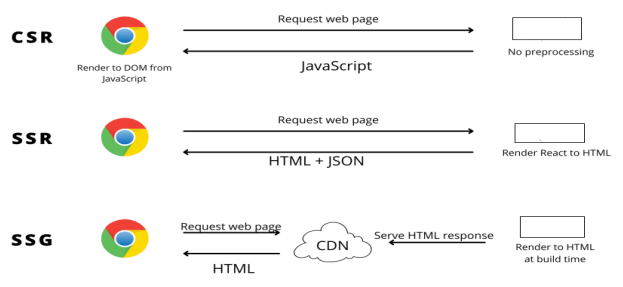 Request web page
CSR
No preprocessing
Render to DOM from
JavaScript
JavaScript
Request web page
SSR
HTML + JSON
Render React to HTML
Request web page
Serve HTML response
SSG
CDN
Render to HTML
at build time
HTML